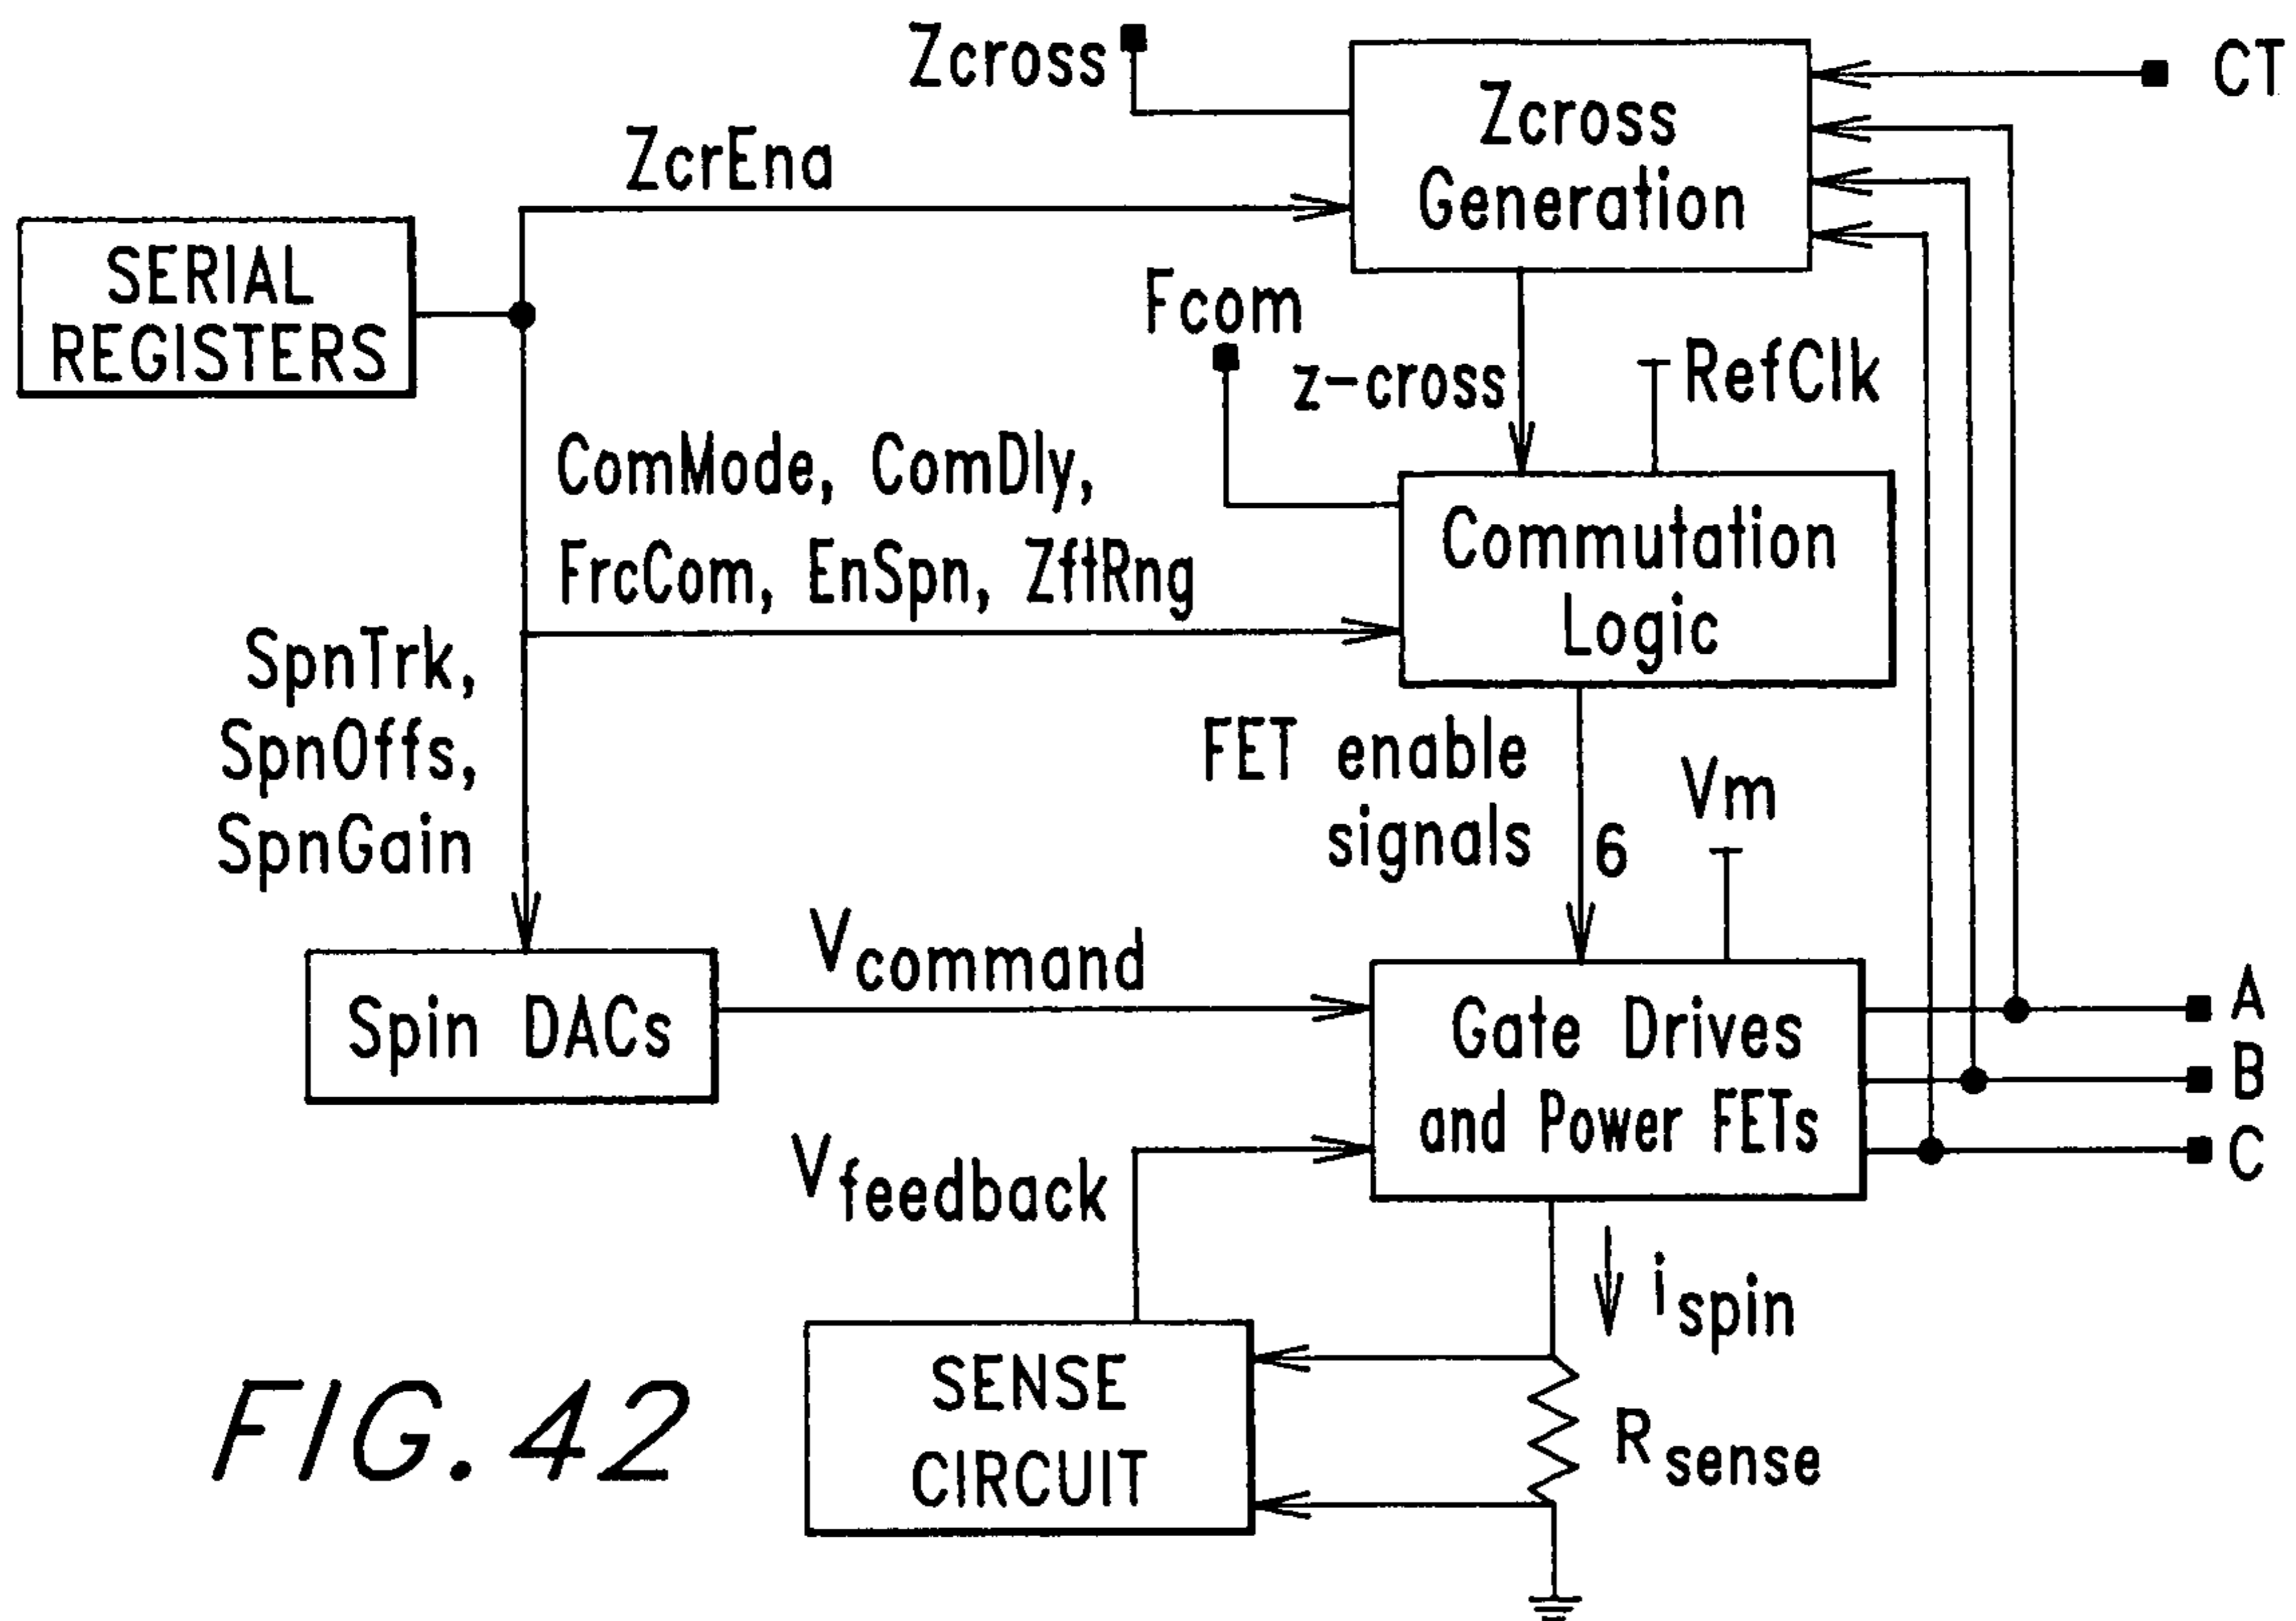 Zcross
CT
Zcross
Generation
ZcrEna
SERIAL
REGISTERS
Fcom
z-cross
RefClk
ComMode, ComDly,
FrcCom, EnSpn, ZftRng
Commutation
Logic
SpnTrk,
SpnOffs,
SpnGain
FET enable
signals
6
Vm
Vcommand
Spin DACs
Gate Drives
and Power FETs
A
B
C
Vfeedback
ispin
SENSE
CIRCUIT
Rsense
FIG. 42